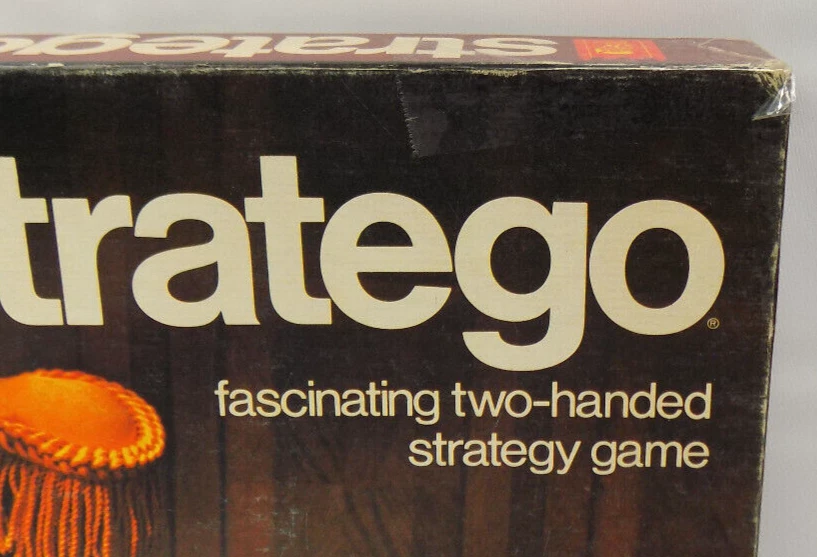 stratego
tratego®
fascinating two-handed
strategy game